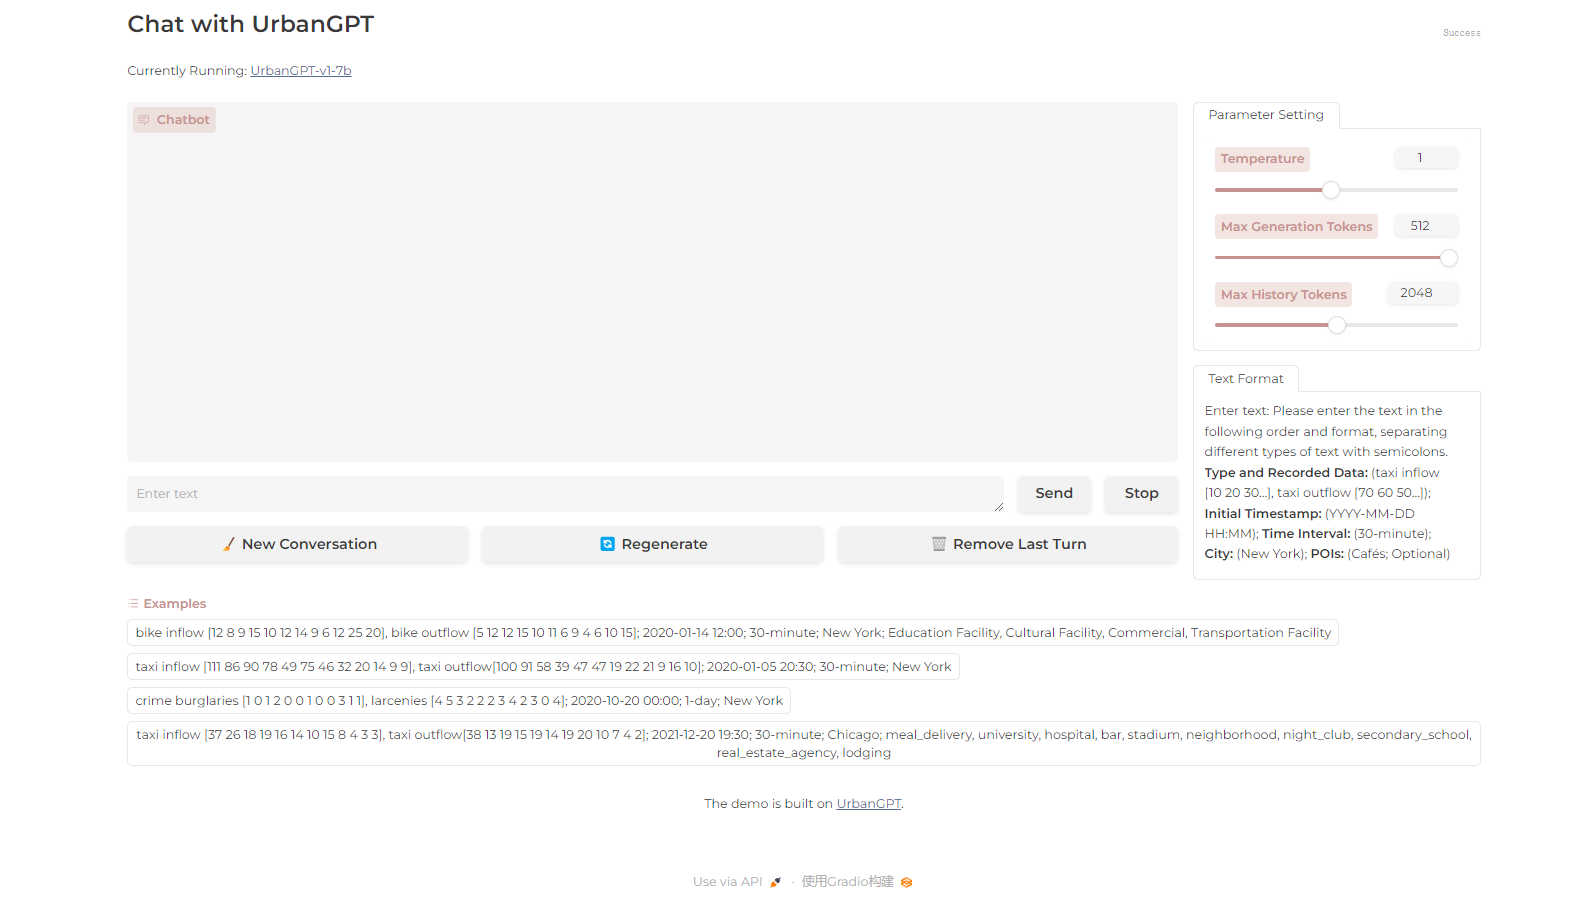 Chat with UrbanGPT
Success
Currently Running: UrbanGPT-v1-7b
Chatbot
Parameter Setting
Temperature
1
Max Generation Tokens
512
Max History Tokens
2048
Text Format
Enter text: Please enter the text in the
following order and format, separating
different types of text with semicolons.
Type and Recorded Data: (taxi inflow
[10 20 30...], taxi outflow [70 60 50...]);
Initial Timestamp: (YYYY-MM-DD
HH:MM); Time Interval: (30-minute);
City: (New York); POIs: (Cafés; Optional)
Enter text
Send
Stop
New Conversation
Regenerate
Remove Last Turn
Examples
bike inflow [12 8 9 15 10 12 14 9 6 12 25 20], bike outflow [5 12 12 15 10 11 6 9 4 6 10 15]; 2020-01-14 12:00; 30-minute; New York; Education Facility, Cultural Facility, Commercial, Transportation Facility
taxi inflow [111 86 90 78 49 75 46 32 20 14 9 9], taxi outflow[100 91 58 39 47 47 19 22 21 9 16 10]; 2020-01-05 20:30; 30-minute; New York
crime burglaries [1 0 1 2 0 0 1 0 0 3 1 1], larcenies [4 5 3 2 2 2 3 4 2 3 0 4]; 2020-10-20 00:00; 1-day; New York
taxi inflow [37 26 18 19 16 14 10 15 8 4 3 3], taxi outflow[38 13 19 15 19 14 19 20 10 7 4 2]; 2021-12-20 19:30; 30-minute; Chicago; meal_delivery, university, hospital, bar, stadium, neighborhood, night_club, secondary_school,
real_estate_agency, lodging
The demo is built on UrbanGPT.
Use via API · 使用Gradio构建